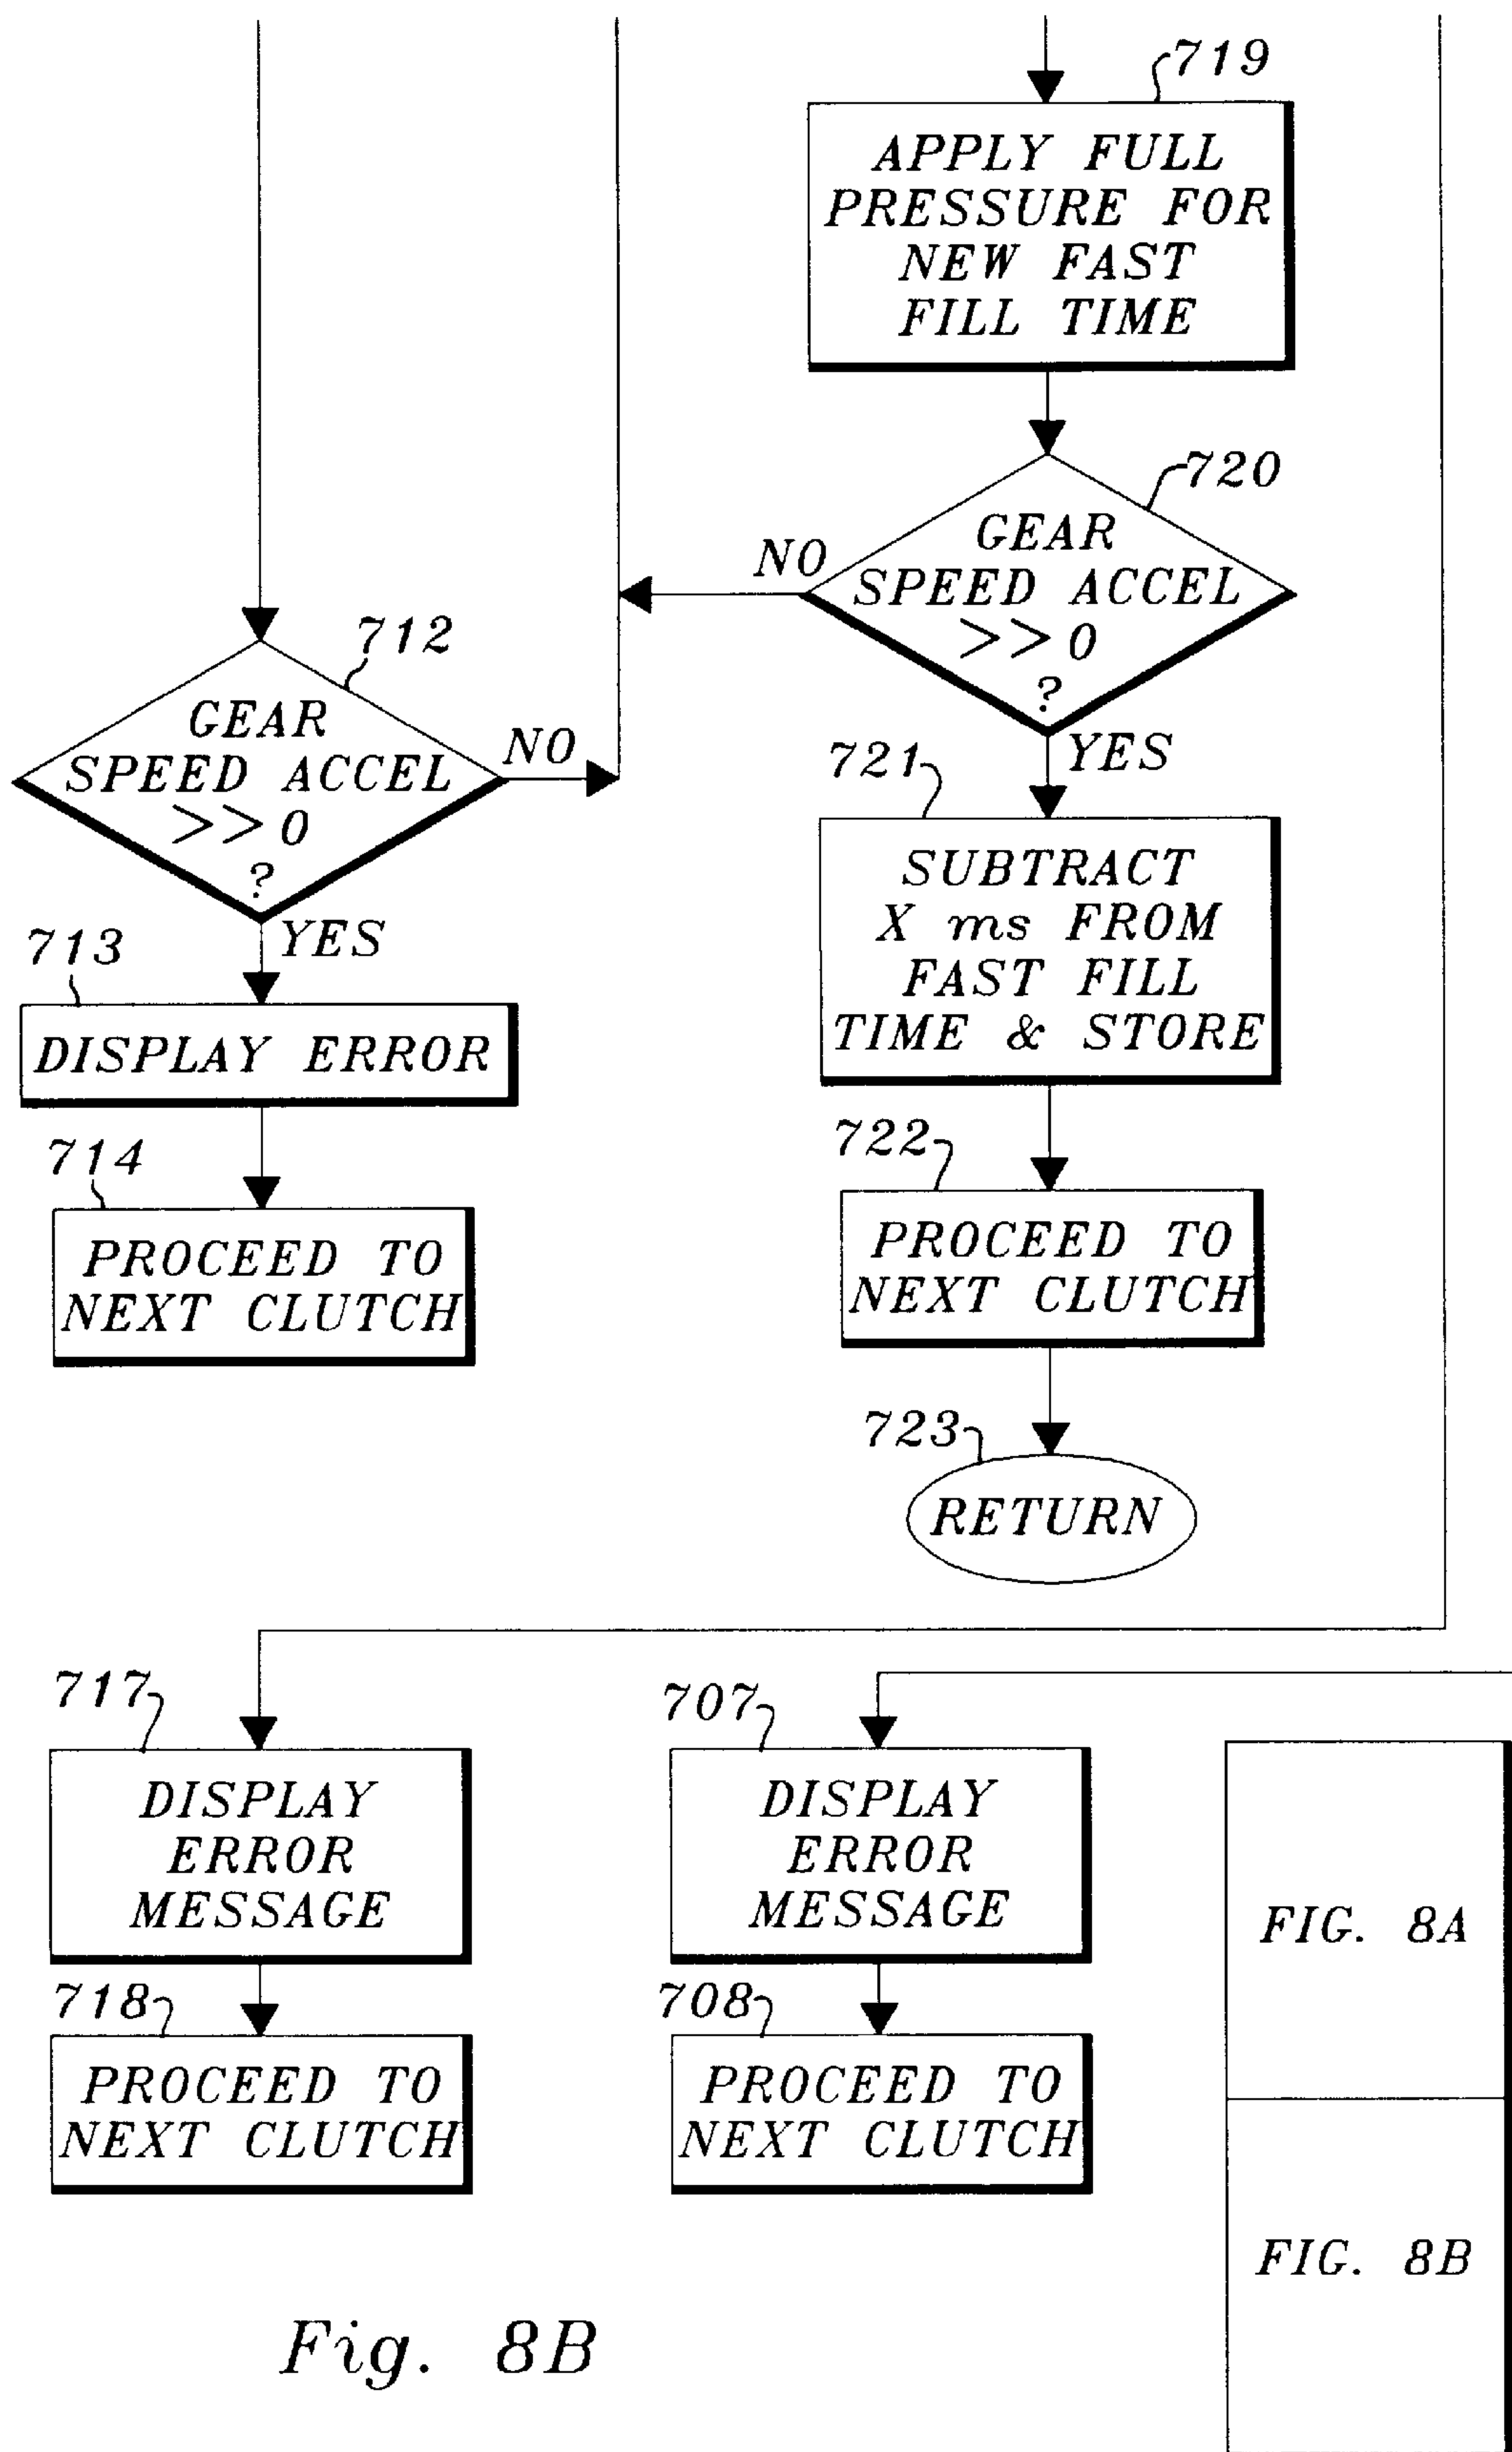 719
APPLY FULL
PRESSURE FOR
NEW FAST
FILL TIME
720
GEAR
SPEED ACCEL
>>0
?
NO
YES
712
GEAR
SPEED ACCEL
>>0
?
NO
YES
721
SUBTRACT
X ms FROM
FAST FILL
TIME & STORE
713
DISPLAY ERROR
714
PROCEED TO
NEXT CLUTCH
722
PROCEED TO
NEXT CLUTCH
723
RETURN
717
DISPLAY
ERROR
MESSAGE
718
PROCEED TO
NEXT CLUTCH
707
DISPLAY
ERROR
MESSAGE
708
PROCEED TO
NEXT CLUTCH
FIG. 8A
FIG. 8B
Fig. 8B